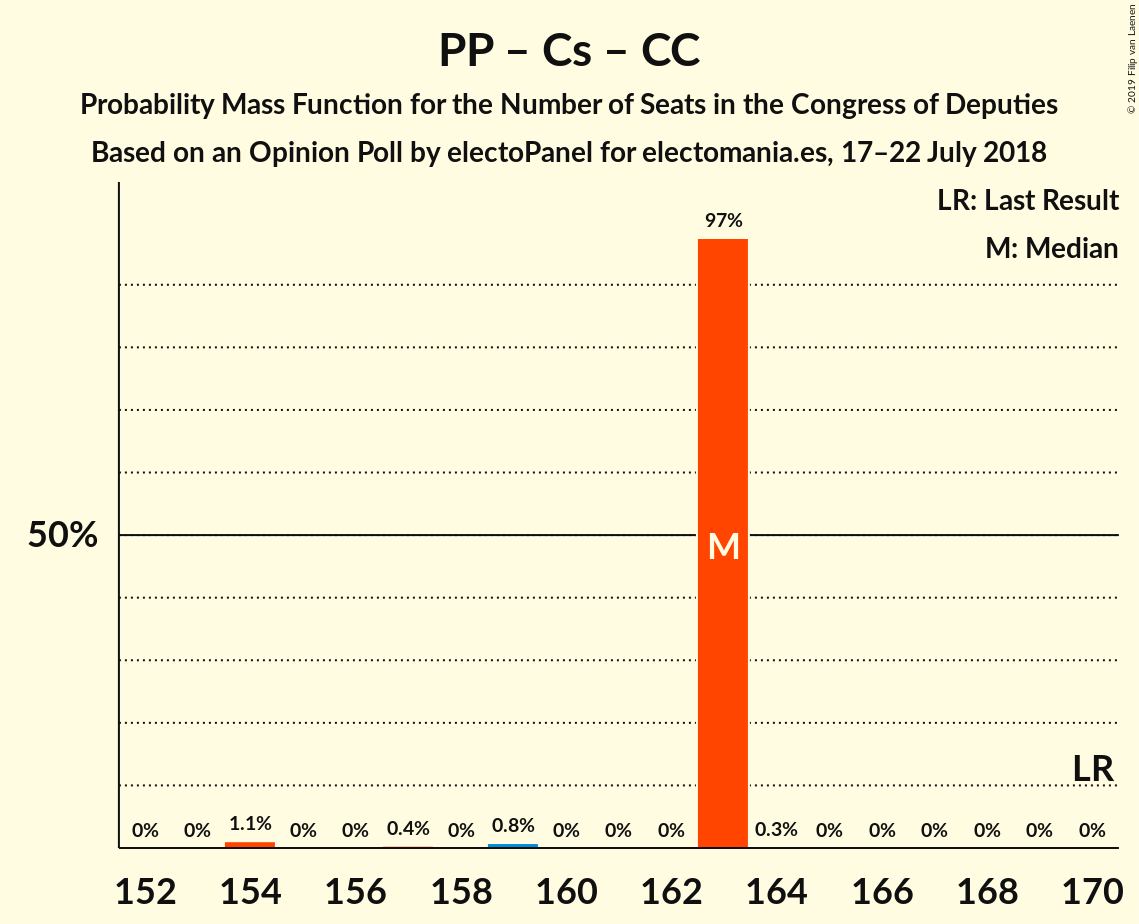 PP – Cs – CC
Probability Mass Function for the Number of Seats in the Congress of Deputies
Based on an Opinion Poll by electoPanel for electomania.es, 17–22 July 2018
© 2019 Filip van Laenen
LR: Last Result
M: Median
97%
50%
M
LR
0% 0% 1.1% 0% 0% 0.4% 0% 0.8% 0% 0% 0% 0.3% 0% 0% 0% 0% 0% 0%
152 154 156 158 160 162 164 166 168 170